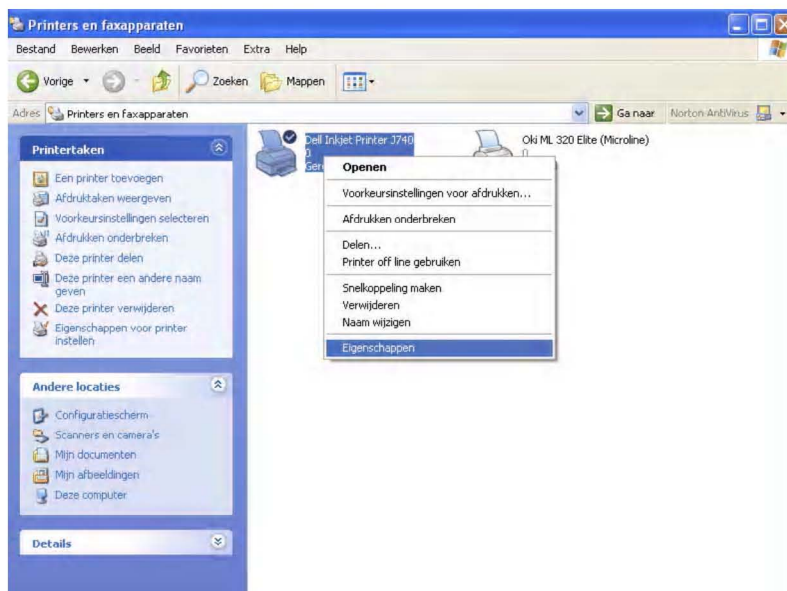 Printers en faxapparaten
Bestand Bewerken Beeld Favorieten Extra Help
Vorige Zoeken Mappen
Adres Printers en faxapparaten Ga naar Norton AntiVirus
Printertaken
Een printer toevoegen
Afdruktaken weergeven
Voorkeursinstellingen selecteren
Afdrukken onderbreken
Deze printer delen
Deze printer een andere naam
geven
Deze printer verwijderen
Eigenschappen voor printer
instellen
Andere locaties
Configuratiescherm
Scanners en camera's
Mijn documenten
Mijn afbeeldingen
Deze computer
Details
Dell Inkjet Printer J740
0
Oki ML 320 Elite (Microline)
0
Openen
Voorkeursinstellingen voor afdrukken...
Afdrukken onderbreken
Delen...
Printer off line gebruiken
Snelkoppeling maken
Verwijderen
Naam wijzigen
Eigenschappen